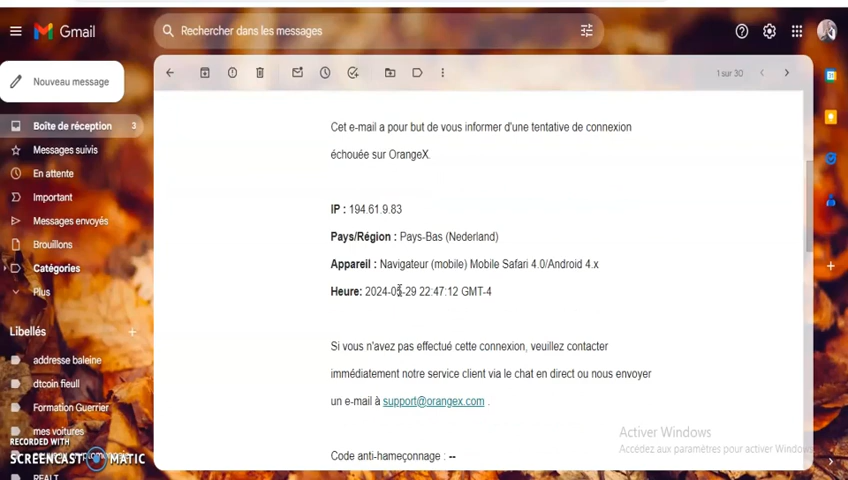 Gmail
Rechercher dans les messages
Nouveau message
1 sur 30
Boîte de réception 3
Messages suivis
En attente
Important
Messages envoyés
Brouillons
Catégories
Plus
Libellés
addresse baleine
dtcoin fieull
Formation Guerrier
mes voitures
REALT
Cet e-mail a pour but de vous informer d'une tentative de connexion
échouée sur OrangeX.
IP : 194.61.9.83
Pays/Région : Pays-Bas (Nederland)
Appareil : Navigateur (mobile) Mobile Safari 4.0/Android 4.x
Heure: 22:47:12 GMT-4
Si vous n'avez pas effectué cette connexion, veuillez contacter
immédiatement notre service client via le chat en direct ou nous envoyer
un e-mail à support@orangex.com .
Code anti-hameçonnage : --
Activer Windows
Accédez aux paramètres pour activer Windows
RECORDED WITH
SCREENCAST MATIC